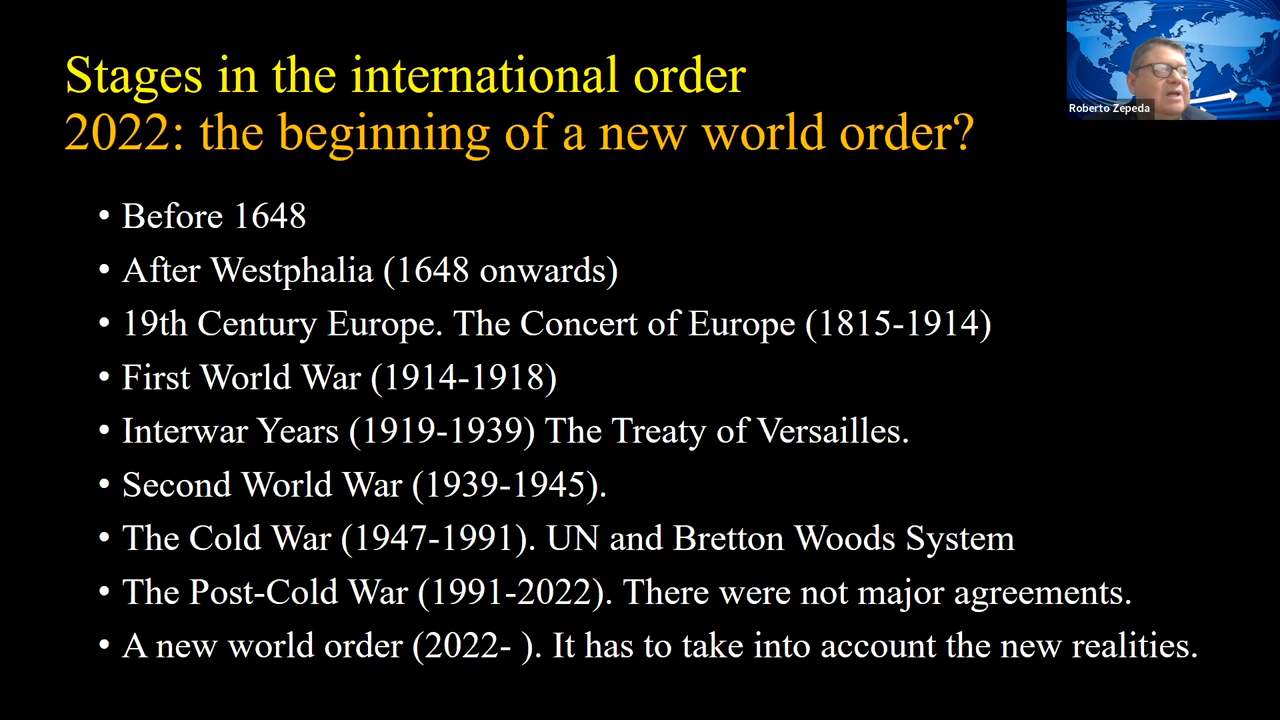 Stages in the international order
2022: the beginning of a new world order?
Roberto Zepeda
• Before 1648
• After Westphalia (1648 onwards)
• 19th Century Europe. The Concert of Europe (1815-1914)
• First World War (1914-1918)
• Interwar Years (1919-1939) The Treaty of Versailles.
• Second World War (1939-1945).
• The Cold War (1947-1991). UN and Bretton Woods System
• The Post-Cold War (1991-2022). There were not major agreements.
• A new world order (2022- ). It has to take into account the new realities.